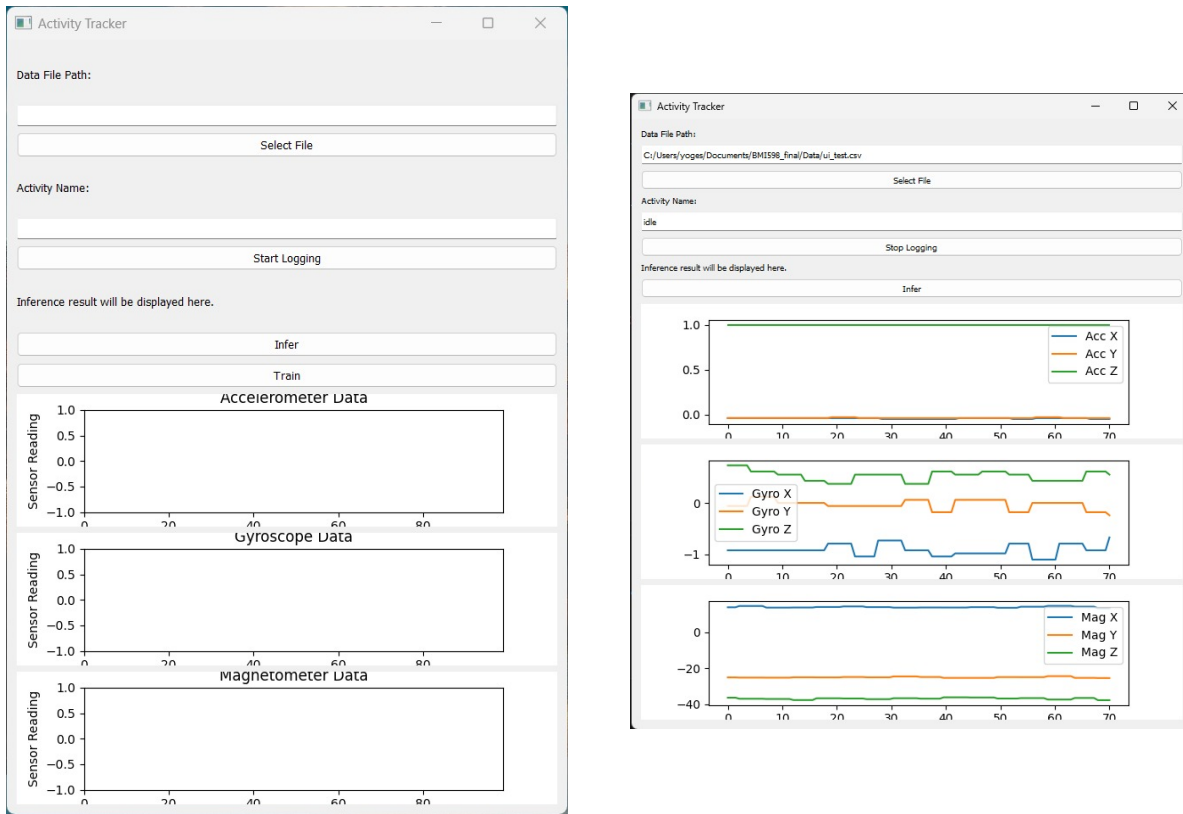 Activity Tracker
Data File Path:
Select File
Activity Name:
Start Logging
Inference result will be displayed here.
Infer
Train
Accelerometer Data
Sensor Reading
1.0
0.5
0.0
−0.5
−1.0
0 20 40 60 80
Gyroscope Data
Sensor Reading
1.0
0.5
0.0
−0.5
−1.0
0 20 40 60 80
Magnetometer Data
Sensor Reading
1.0
0.5
0.0
−0.5
−1.0
0 20 40 60 80
Activity Tracker
Data File Path:
C:/Users/yoges/Documents/BMI598_final/Data/ui_test.csv
Select File
Activity Name:
idle
Stop Logging
Inference result will be displayed here.
Infer
1.0
0.5
0.0
Acc X
Acc Y
Acc Z
0 10 20 30 40 50 60 70
0
−1
Gyro X
Gyro Y
Gyro Z
0 10 20 30 40 50 60 70
0
−20
−40
Mag X
Mag Y
Mag Z
0 10 20 30 40 50 60 70